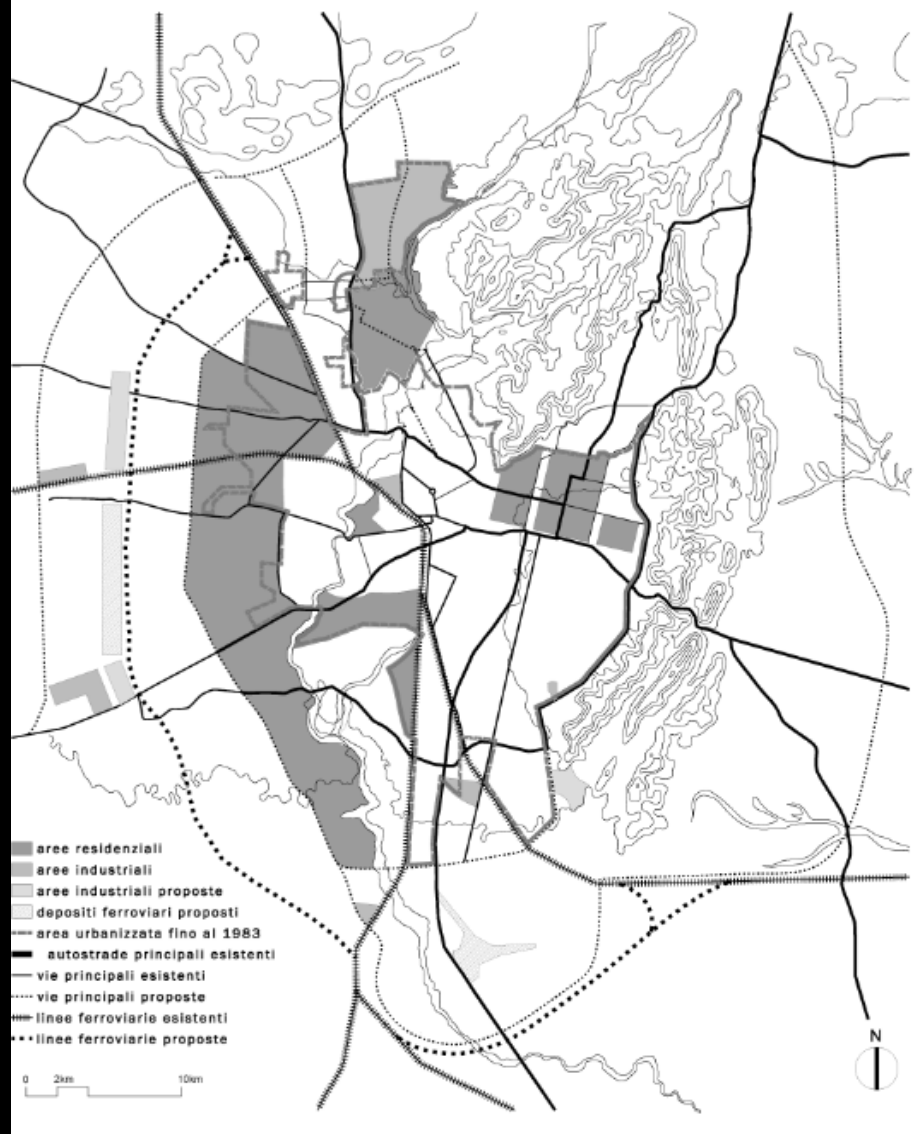 aree residenziali
aree industriali
aree industriali proposte
depositi ferroviari proposti
area urbanizzata fino al 1983
autostrade principali esistenti
vie principali esistenti
vie principali proposte
linee ferroviarie esistenti
linee ferroviarie proposte
0 2km 10km
N